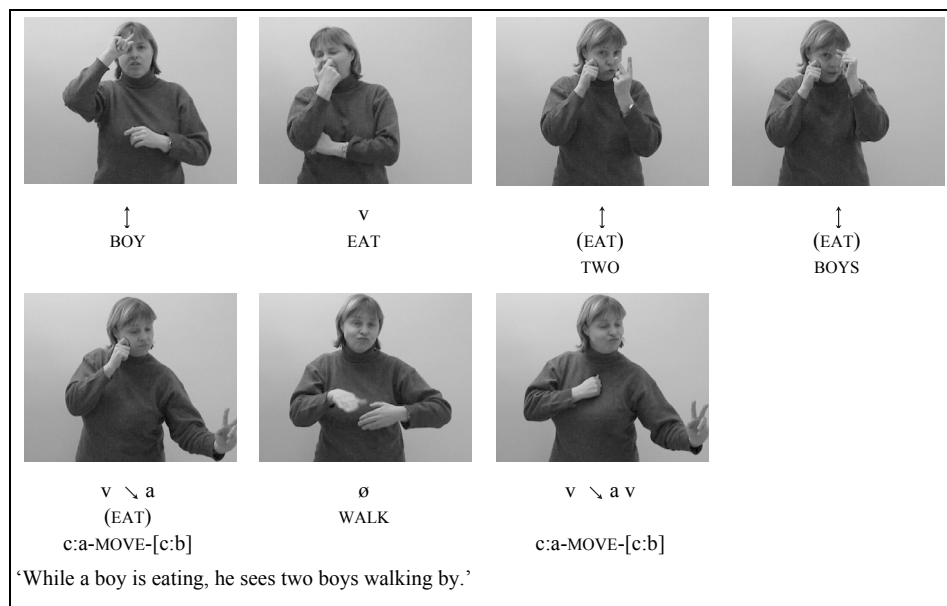 ↕ v ↕ ↕
BOY EAT (EAT) (EAT)
TWO BOYS
v ↘ a ø v ↘ a v
(EAT) WALK
c:a-MOVE-[c:b] c:a-MOVE-[c:b]
‘While a boy is eating, he sees two boys walking by.’